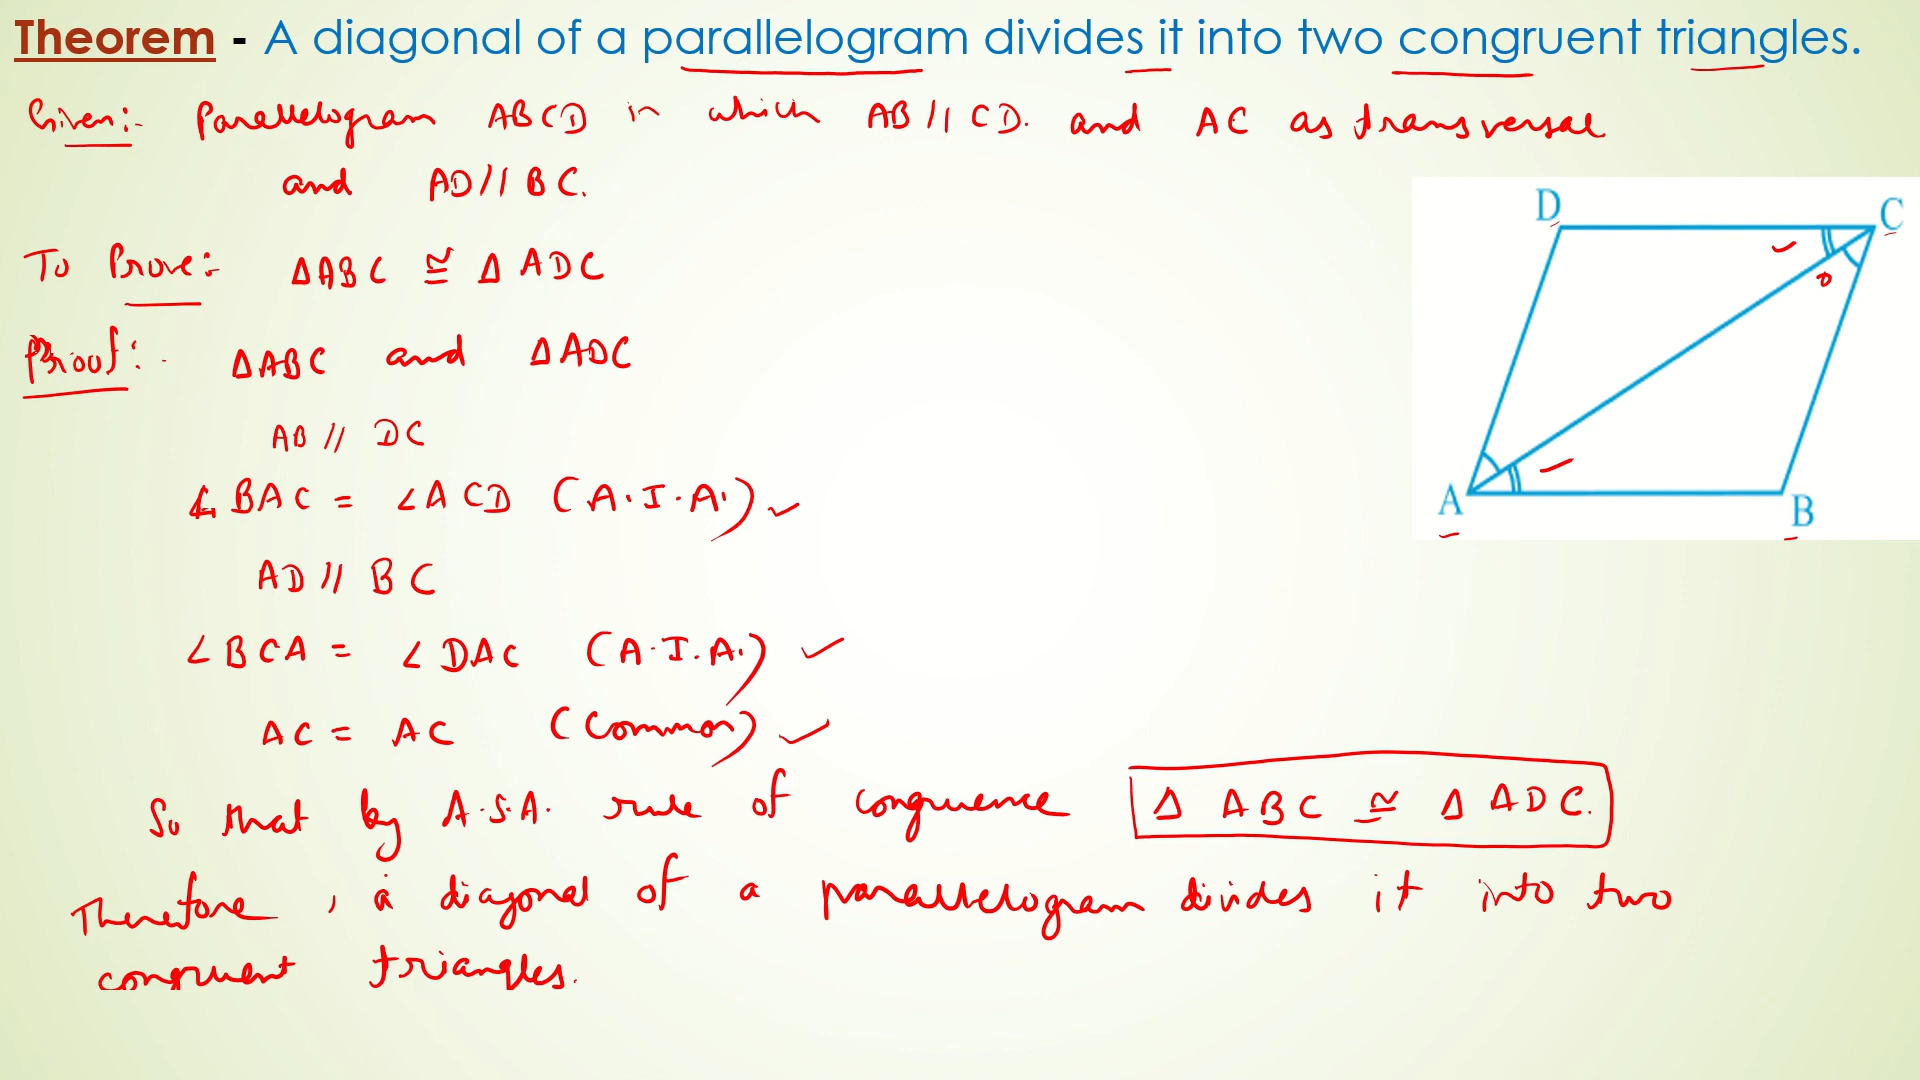 Theorem - A diagonal of a parallelogram divides it into two congruent triangles.
Given:- Parallelogram ABCD in which AB // CD. and AC as transversal
and AD // BC.
To Prove:- ΔABC ≅ Δ ADC
Proof:- ΔABC and ΔADC
AB // DC
∠BAC = ∠ACD (A.I.A.)
AD // BC
∠BCA = ∠DAC (A.I.A.)
AC = AC (Common)
So that by A.S.A. rule of congruence Δ ABC ≅ Δ ADC.
Therefore, a diagonal of a parallelogram divides it into two
congruent triangles.
D C
A B